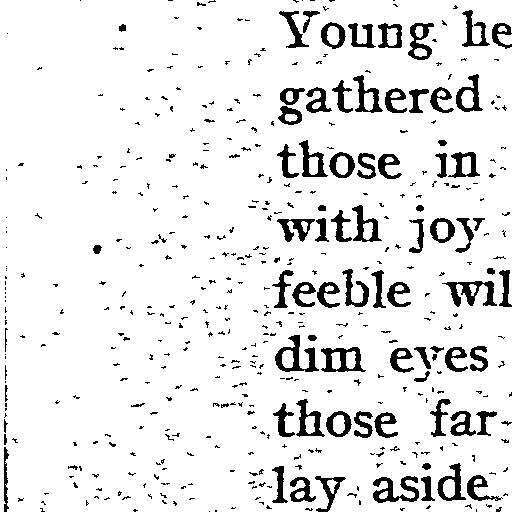 Young he
gathered
those in
with joy
feeble wil
dim eyes
those far
lay aside